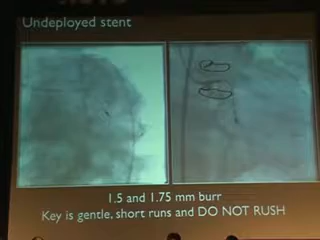 Undeployed stent
1.5 and 1.75 mm burr
Key is gentle, short runs and DO NOT RUSH